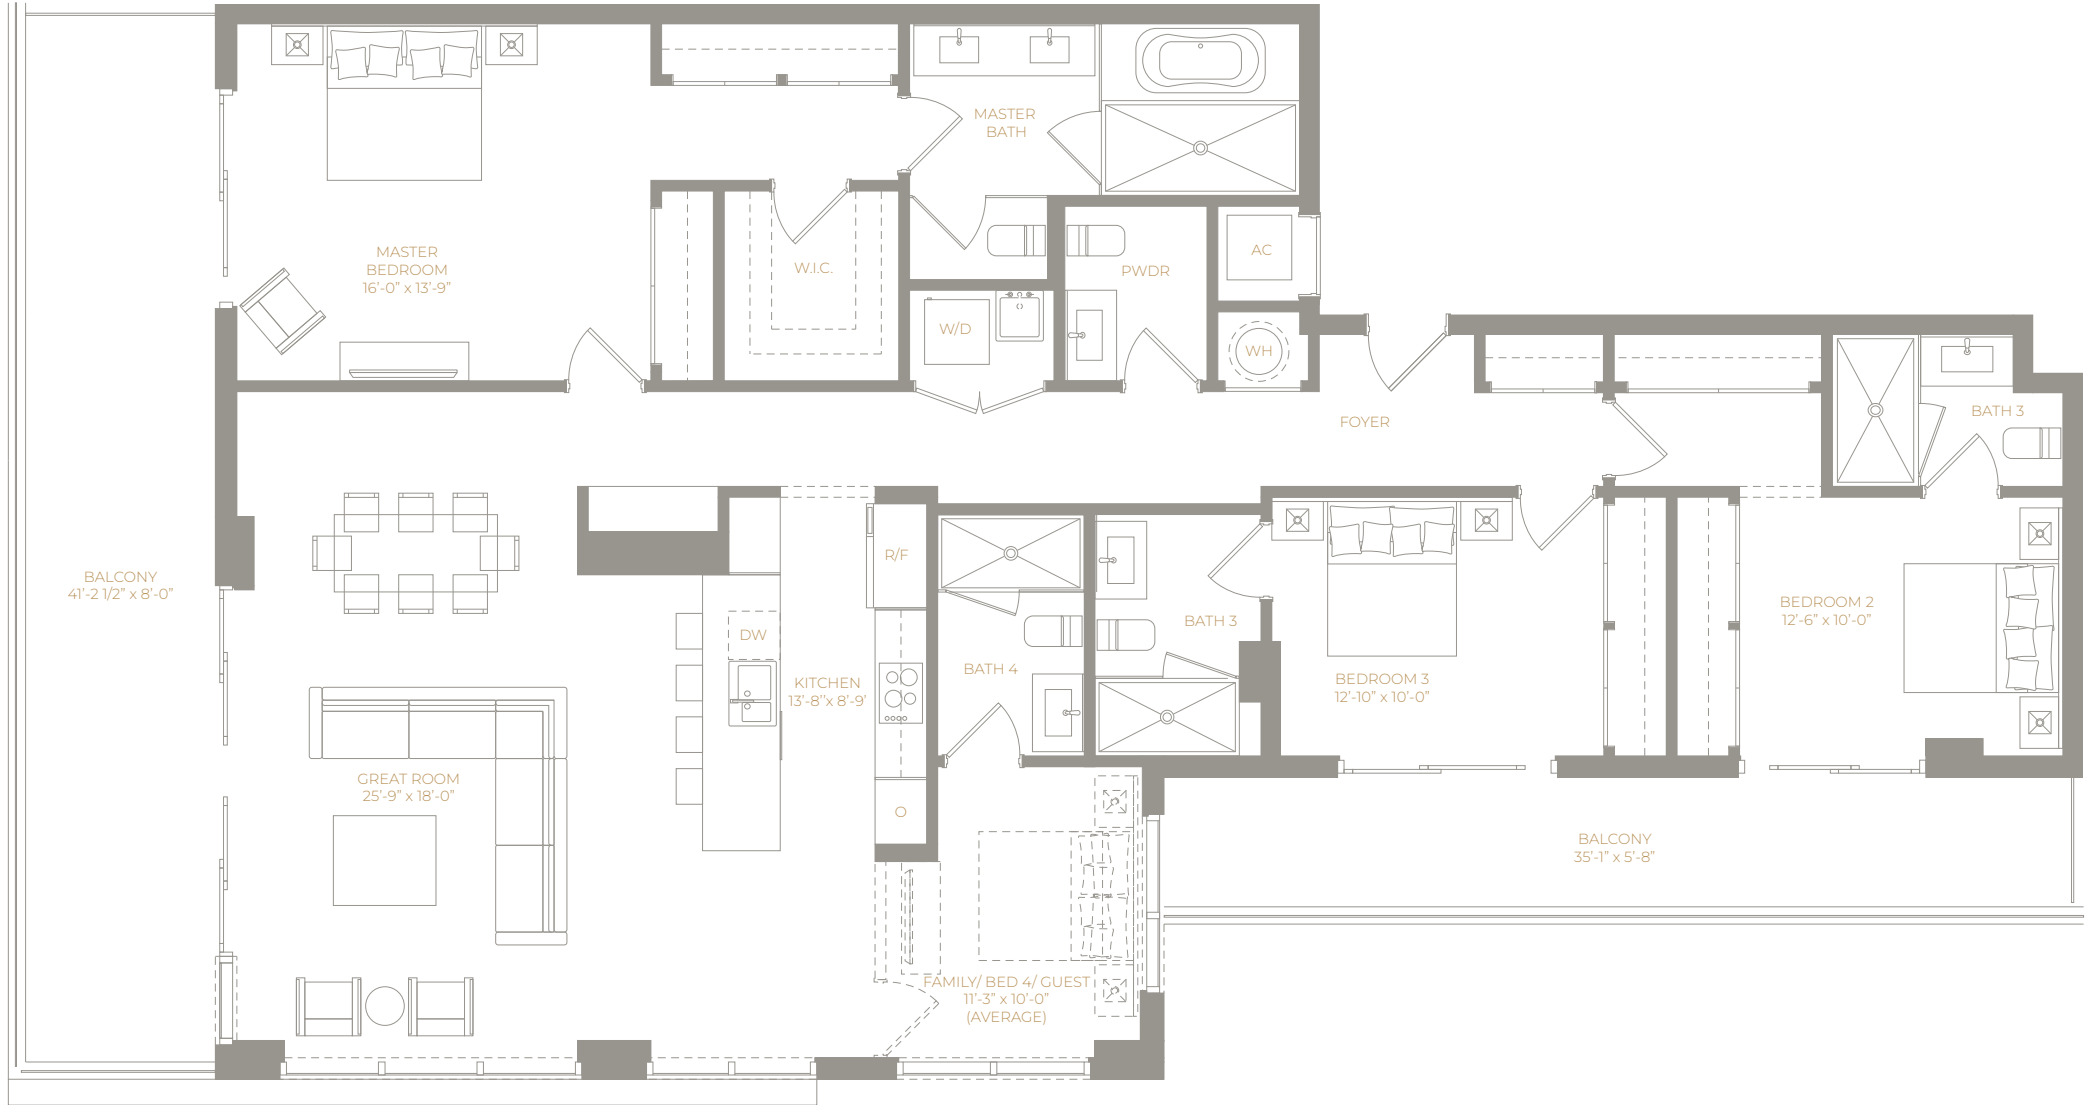 MASTER
BATH
MASTER
BEDROOM
16'-0" x 13'-9"
W.I.C.
AC
PWDR
W/D
WH
FOYER
BATH 3
BALCONY
41'-2 1/2" x 8'-0"
R/F
DW
BATH 3
BEDROOM 2
12'-6" x 10'-0"
BATH 4
KITCHEN
13'-8"x 8'-9'
BEDROOM 3
12'-10" x 10'-0"
GREAT ROOM
25'-9" x 18'-0"
O
BALCONY
35'-1" x 5'-8"
FAMILY/ BED 4/ GUEST
11'-3" x 10'-0"
(AVERAGE)